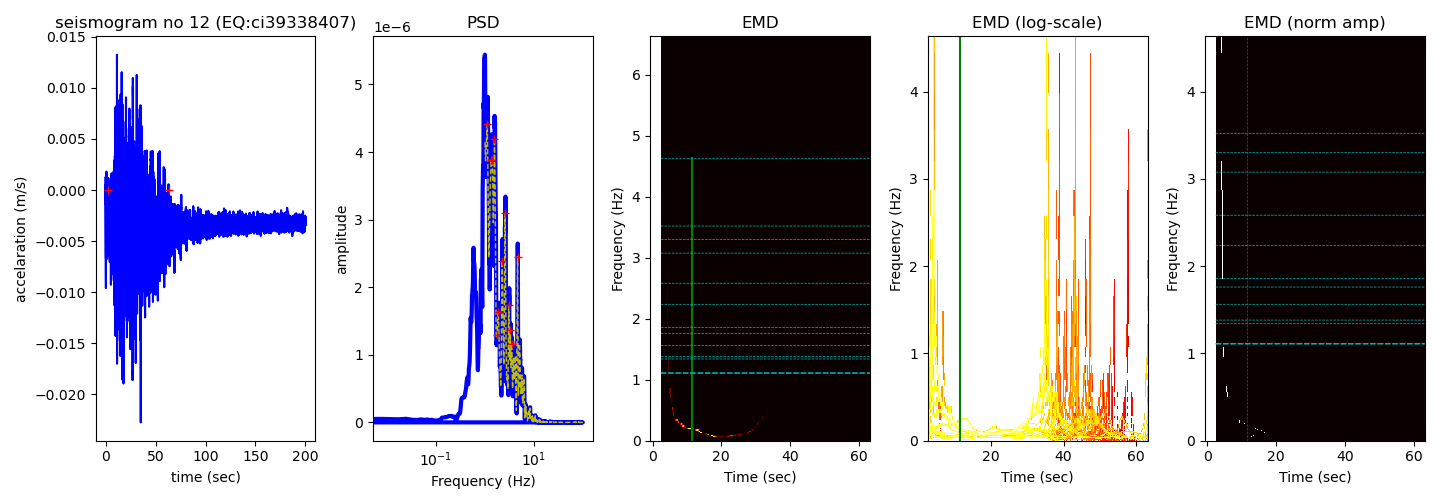 seismogram no 12 (EQ:ci39338407)
accelaration (m/s)
0.015
0.010
0.005
0.000
−0.005
−0.010
−0.015
−0.020
0 50 100 150 200
time (sec)
PSD
1e−6
amplitude
5
4
3
2
1
0
10⁻¹ 10¹
Frequency (Hz)
EMD
Frequency (Hz)
6
5
4
3
2
1
0
0 20 40 60
Time (sec)
EMD (log-scale)
Frequency (Hz)
4
3
2
1
0
20 40 60
Time (sec)
EMD (norm amp)
Frequency (Hz)
4
3
2
1
0
0 20 40 60
Time (sec)